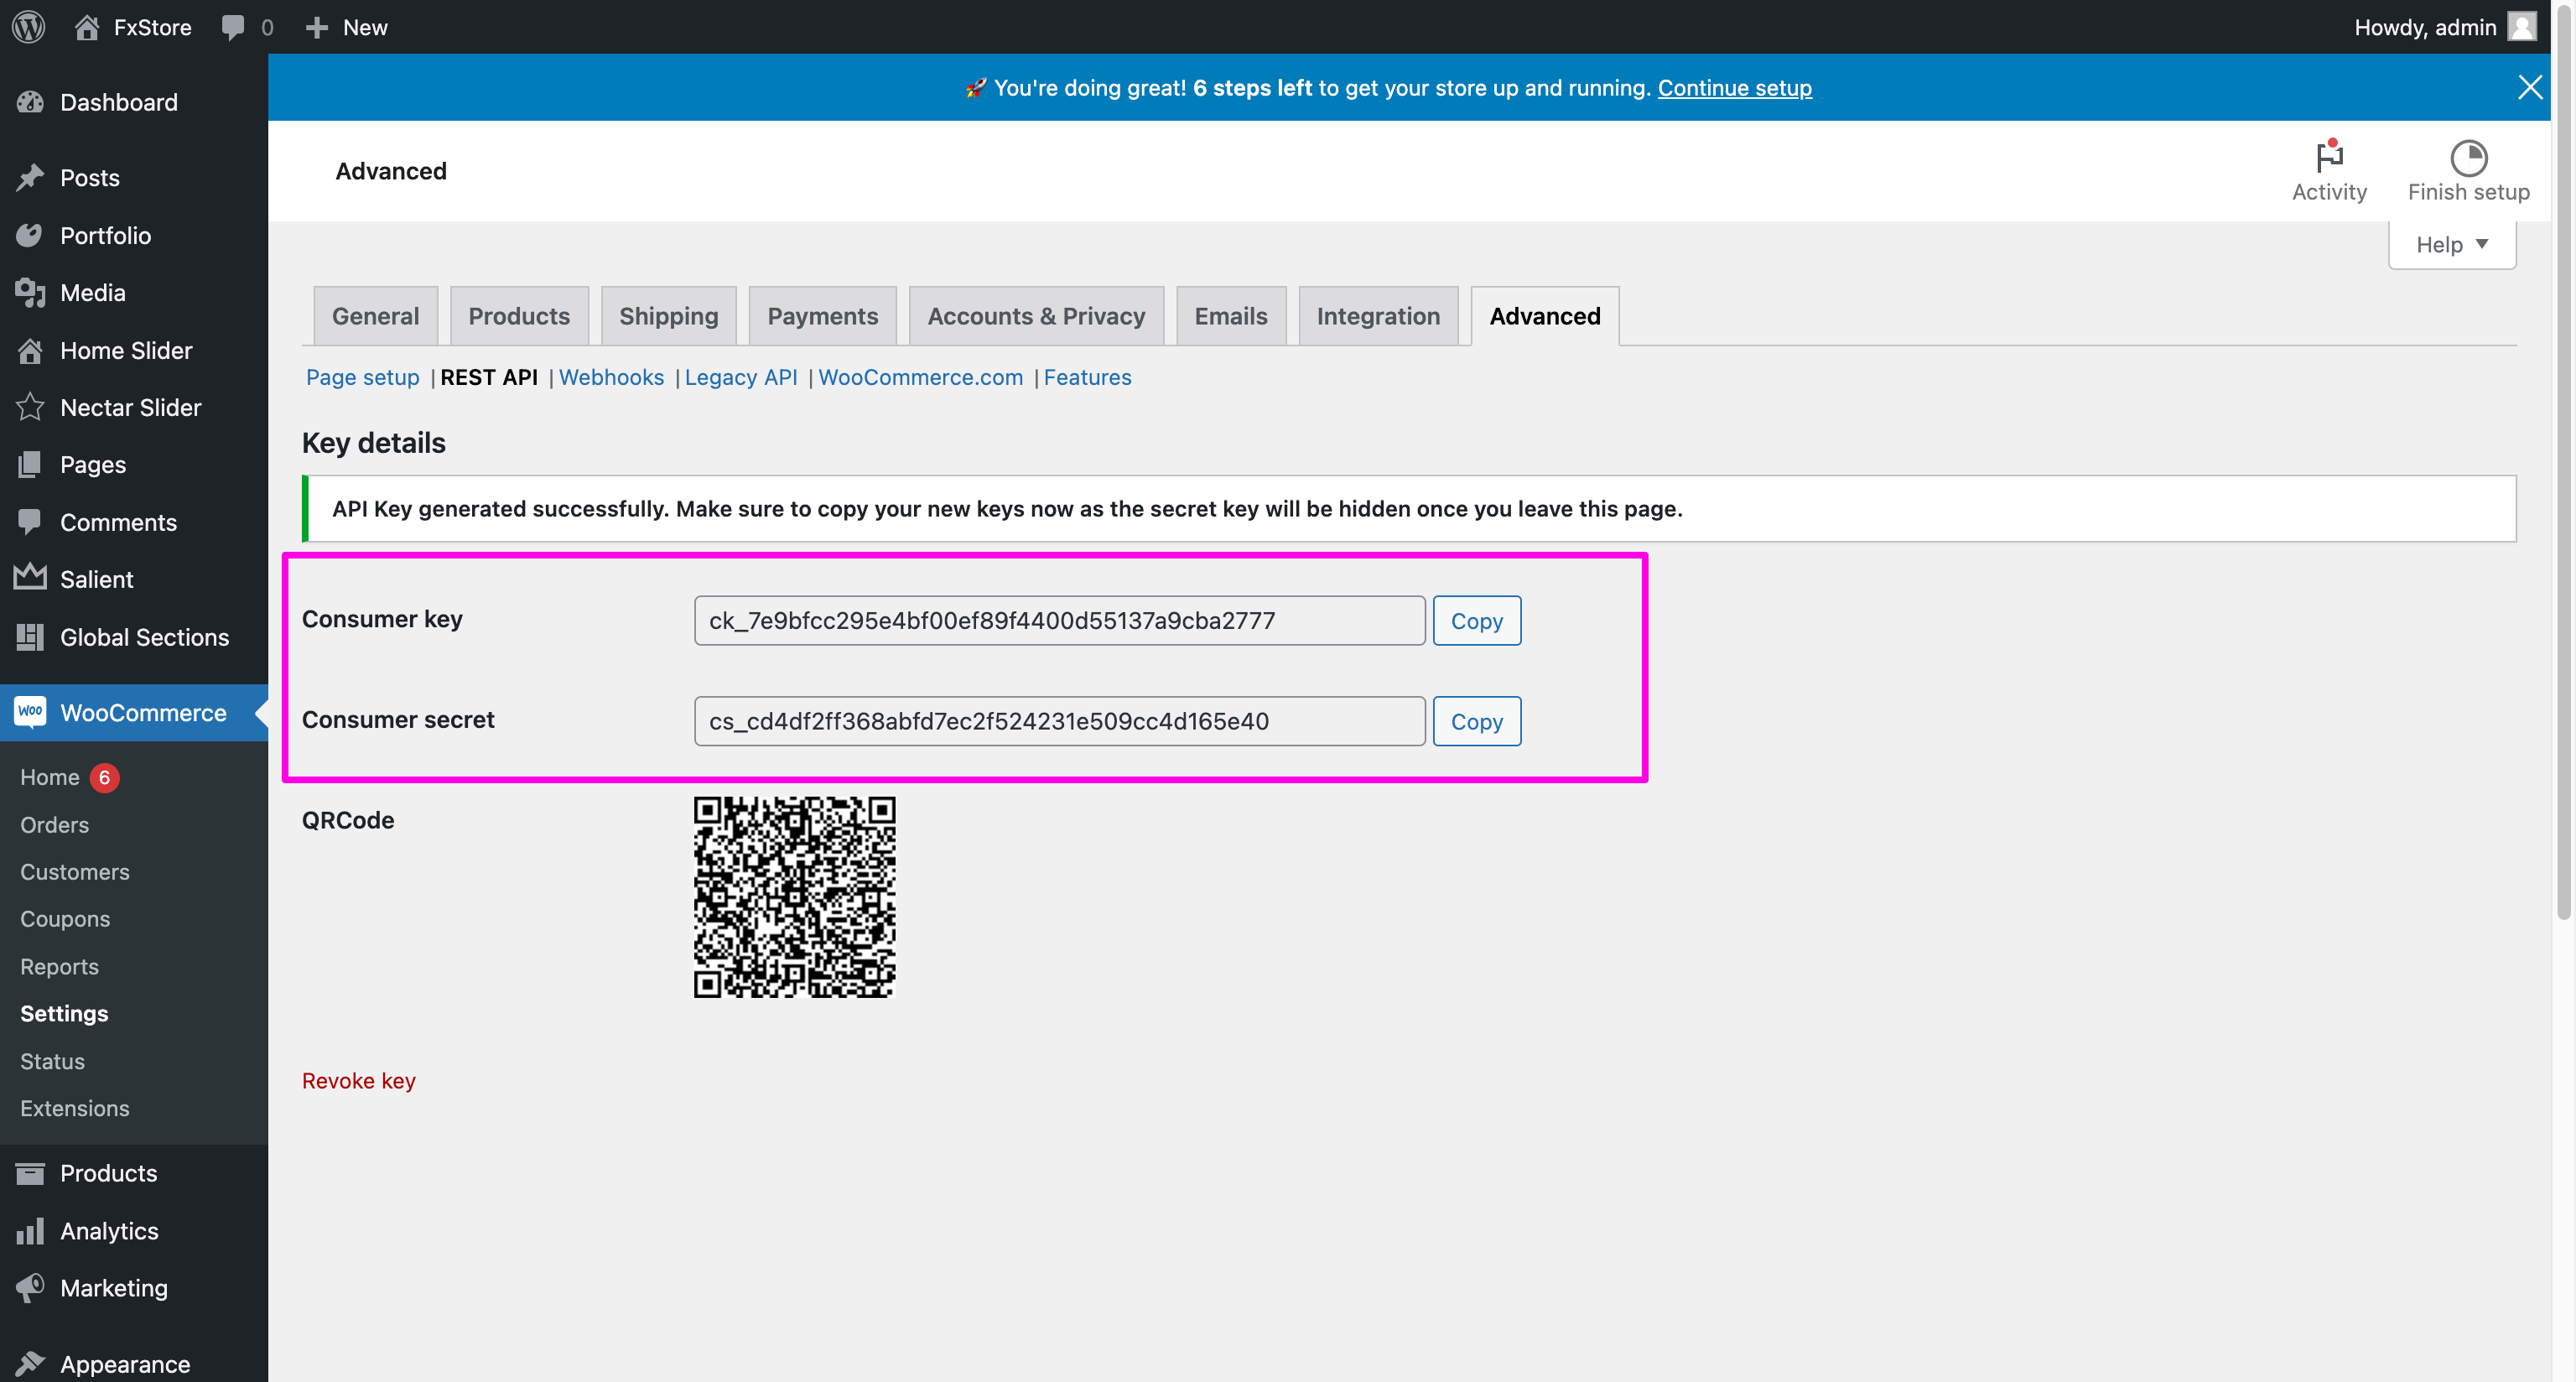 FxStore 0 New Howdy, admin
🚀 You're doing great! 6 steps left to get your store up and running. Continue setup
Advanced
Activity Finish setup
Help
General Products Shipping Payments Accounts & Privacy Emails Integration Advanced
Page setup | REST API | Webhooks | Legacy API | WooCommerce.com | Features
Key details
API Key generated successfully. Make sure to copy your new keys now as the secret key will be hidden once you leave this page.
Consumer key ck_7e9bfcc295e4bf00ef89f4400d55137a9cba2777 Copy
Consumer secret cs_cd4df2ff368abfd7ec2f524231e509cc4d165e40 Copy
QRCode
Revoke key
Dashboard
Posts
Portfolio
Media
Home Slider
Nectar Slider
Pages
Comments
Salient
Global Sections
Woo WooCommerce
Home 6
Orders
Customers
Coupons
Reports
Settings
Status
Extensions
Products
Analytics
Marketing
Appearance